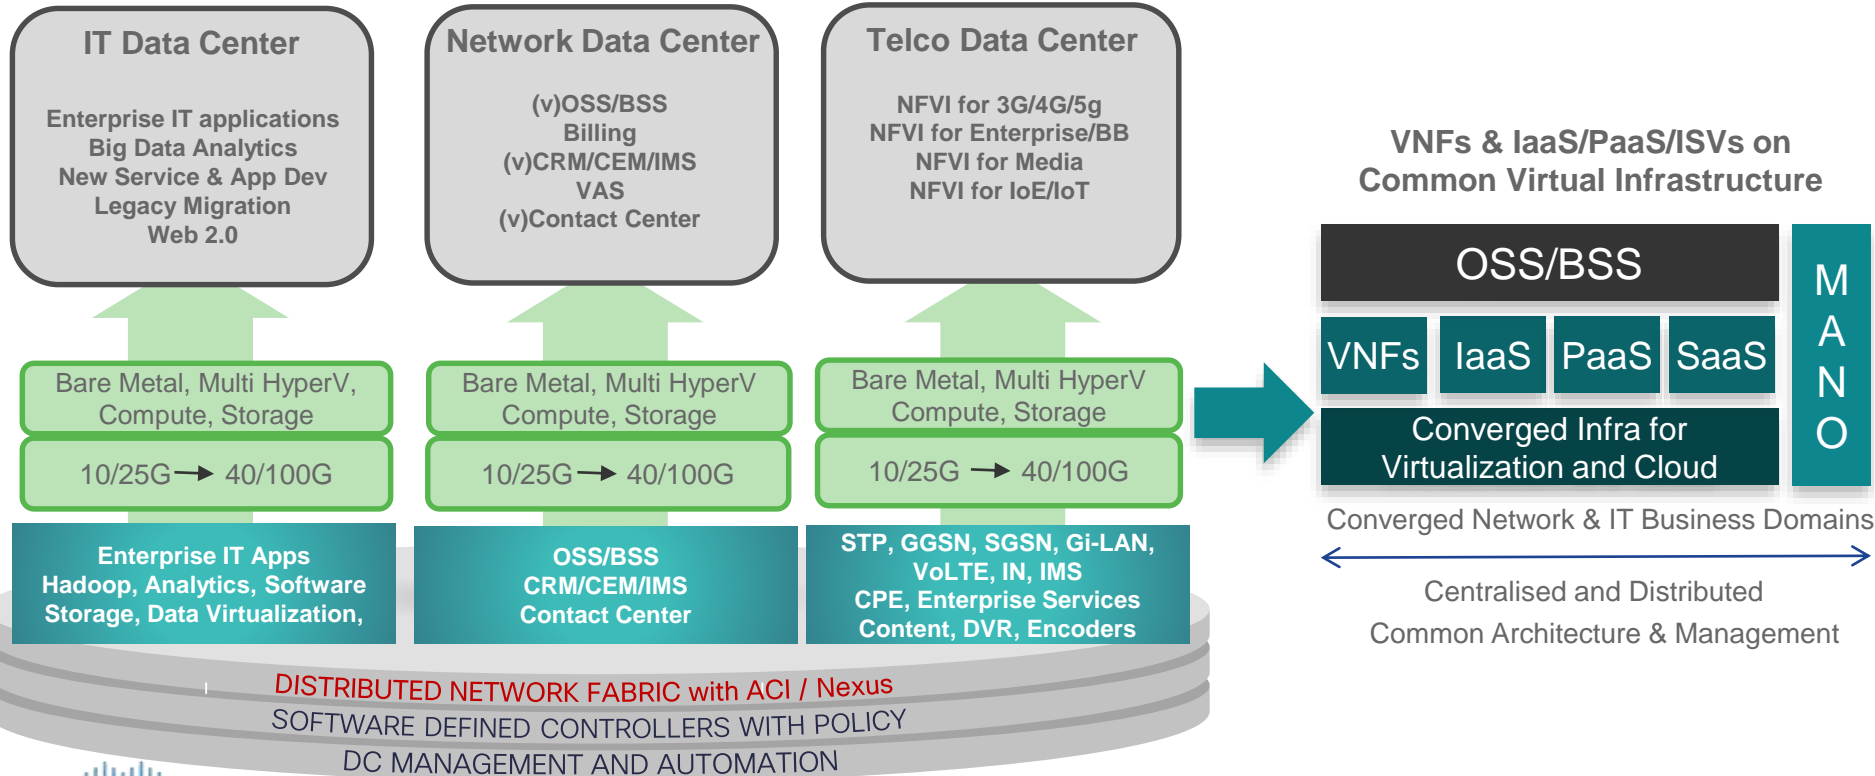 IT Data Center
Enterprise IT applications
Big Data Analytics
New Service & App Dev
Legacy Migration
Web 2.0
Network Data Center
(v)OSS/BSS
Billing
(v)CRM/CEM/IMS
VAS
(v)Contact Center
Telco Data Center
NFVI for 3G/4G/5g
NFVI for Enterprise/BB
NFVI for Media
NFVI for IoE/IoT
Bare Metal, Multi HyperV,
Compute, Storage
10/25G → 40/100G
Bare Metal, Multi HyperV
Compute, Storage
10/25G → 40/100G
Bare Metal, Multi HyperV
Compute, Storage
10/25G → 40/100G
Enterprise IT Apps
Hadoop, Analytics, Software
Storage, Data Virtualization,
OSS/BSS
CRM/CEM/IMS
Contact Center
STP, GGSN, SGSN, Gi-LAN,
VoLTE, IN, IMS
CPE, Enterprise Services
Content, DVR, Encoders
DISTRIBUTED NETWORK FABRIC with ACI / Nexus
SOFTWARE DEFINED CONTROLLERS WITH POLICY
DC MANAGEMENT AND AUTOMATION
VNFs & IaaS/PaaS/ISVs on
Common Virtual Infrastructure
OSS/BSS
VNFs
IaaS
PaaS
SaaS
Converged Infra for
Virtualization and Cloud
M
A
N
O
Converged Network & IT Business Domains
Centralised and Distributed
Common Architecture & Management